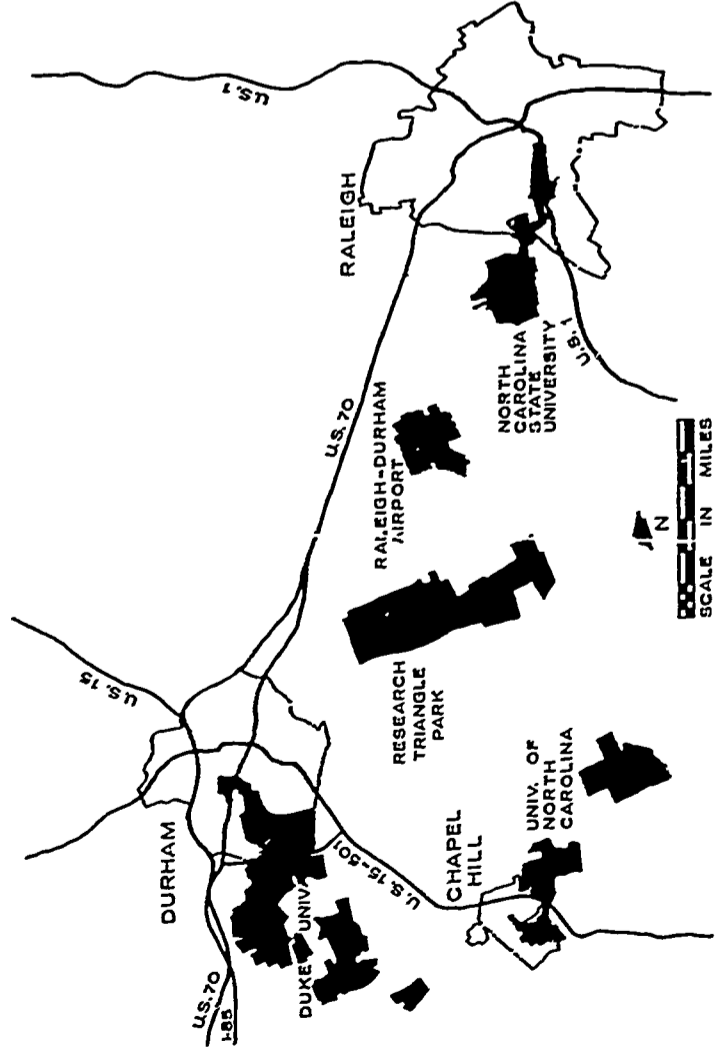 U.S. 1
RALEIGH
U.S. 70
NORTH
CAROLINA
STATE
UNIVERSITY
U.S. 1
RALEIGH-DURHAM
AIRPORT
N
SCALE IN MILES
RESEARCH
TRIANGLE
PARK
U.S. 15
DURHAM
U.S. 70
I-85
DUKE UNIV.
U.S. 15-501
CHAPEL
HILL
UNIV. OF
NORTH
CAROLINA